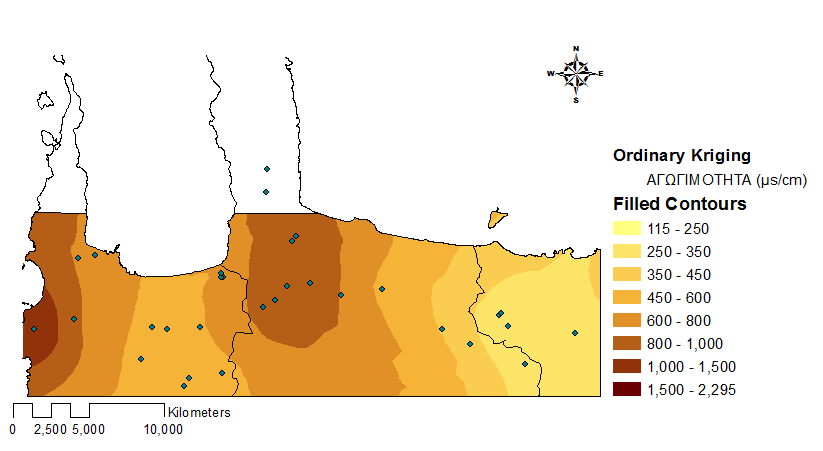 N
W E
S
Ordinary Kriging
ΑΓΩΓΙΜΟΤΗΤΑ (μs/cm)
Filled Contours
115 - 250
250 - 350
350 - 450
450 - 600
600 - 800
800 - 1,000
1,000 - 1,500
1,500 - 2,295
Kilometers
0 2,500 5,000 10,000